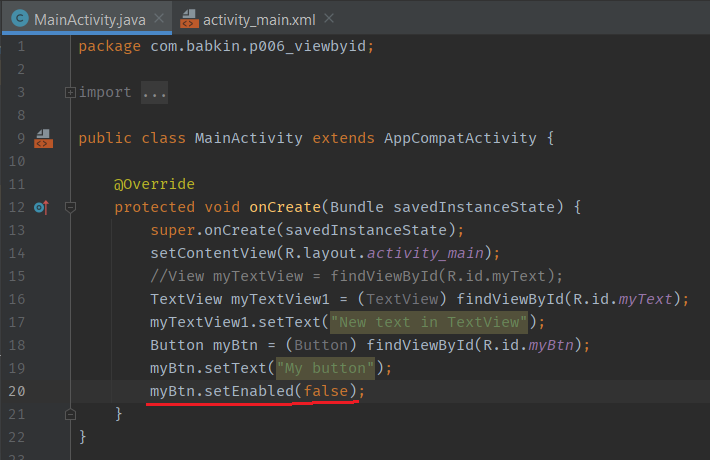 MainActivity.java activity_main.xml
1 package com.babkin.p006_viewbyid;
2
3 import ...
8
9 public class MainActivity extends AppCompatActivity {
10
11 @Override
12 protected void onCreate(Bundle savedInstanceState) {
13 super.onCreate(savedInstanceState);
14 setContentView(R.layout.activity_main);
15 //View myTextView = findViewById(R.id.myText);
16 TextView myTextView1 = (TextView) findViewById(R.id.myText);
17 myTextView1.setText("New text in TextView");
18 Button myBtn = (Button) findViewById(R.id.myBtn);
19 myBtn.setText("My button");
20 myBtn.setEnabled(false);
21 }
22 }
23